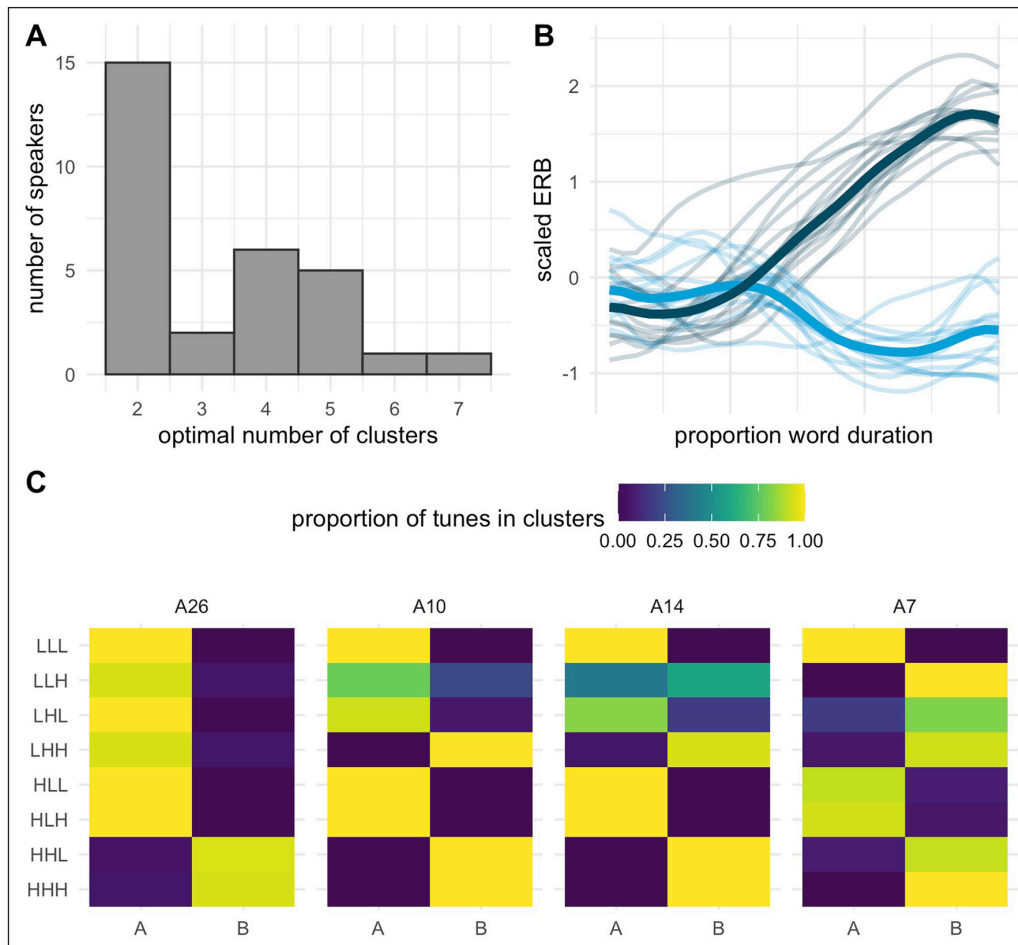 A
15
10
5
0
number of speakers
2 3 4 5 6 7
optimal number of clusters
B
2
1
0
-1
scaled ERB
proportion word duration
C
proportion of tunes in clusters
0.00 0.25 0.50 0.75 1.00
A26 A10 A14 A7
LLL
LLH
LHL
LHH
HLL
HLH
HHL
HHH
A B A B A B A B